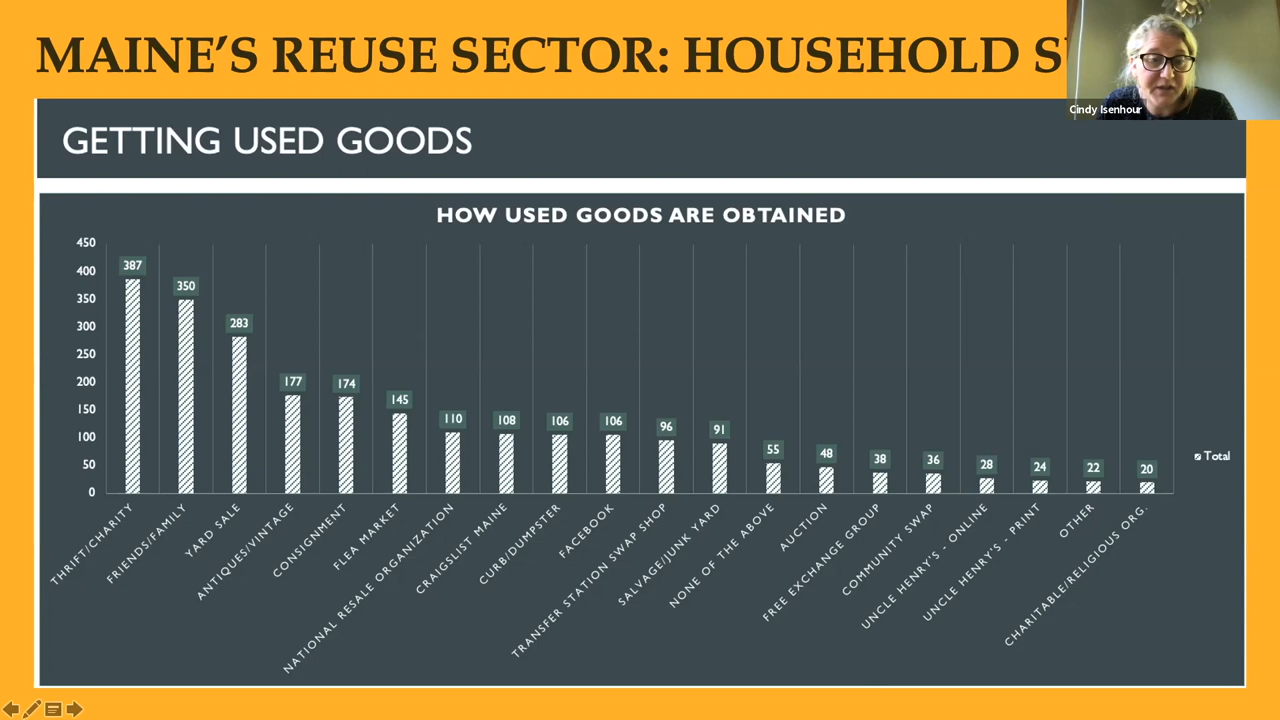 MAINE'S REUSE SECTOR: HOUSEHOLD
Cindy Isenhour
GETTING USED GOODS
HOW USED GOODS ARE OBTAINED
450
400
350
300
250
200
150
100
50
0
387
350
283
177
174
145
110
108
106
106
96
91
55
48
38
36
28
24
22
20
Total
THRIFT/CHARITY
FRIENDS/FAMILY
YARD SALE
ANTIQUES/VINTAGE
CONSIGNMENT
FLEA MARKET
NATIONAL RESALE ORGANIZATION
CRAIGSLIST MAINE
CURB/DUMPSTER
FACEBOOK
TRANSFER STATION SWAP SHOP
SALVAGE/JUNK YARD
NONE OF THE ABOVE
AUCTION
FREE EXCHANGE GROUP
COMMUNITY SWAP
UNCLE HENRY'S - ONLINE
UNCLE HENRY'S - PRINT
OTHER
CHARITABLE/RELIGIOUS ORG.